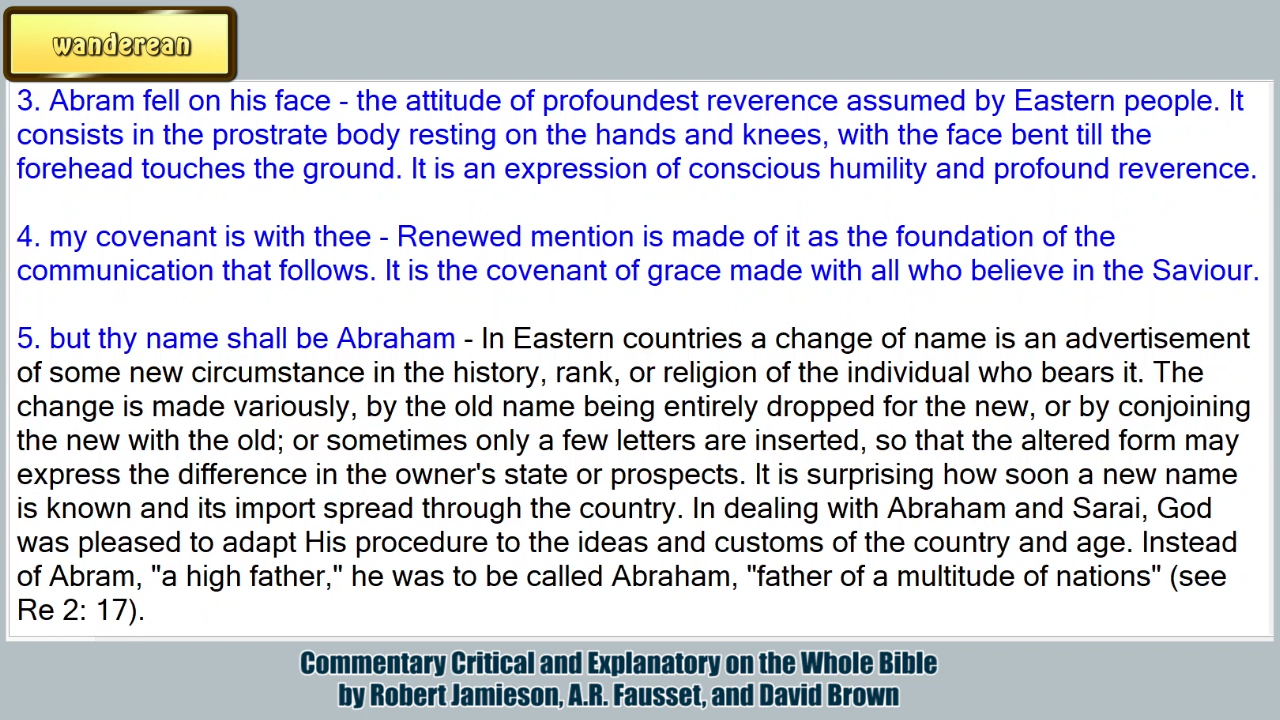 wanderean
3. Abram fell on his face - the attitude of profoundest reverence assumed by Eastern people. It
consists in the prostrate body resting on the hands and knees, with the face bent till the
forehead touches the ground. It is an expression of conscious humility and profound reverence.
4. my covenant is with thee - Renewed mention is made of it as the foundation of the
communication that follows. It is the covenant of grace made with all who believe in the Saviour.
5. but thy name shall be Abraham - In Eastern countries a change of name is an advertisement
of some new circumstance in the history, rank, or religion of the individual who bears it. The
change is made variously, by the old name being entirely dropped for the new, or by conjoining
the new with the old; or sometimes only a few letters are inserted, so that the altered form may
express the difference in the owner's state or prospects. It is surprising how soon a new name
is known and its import spread through the country. In dealing with Abraham and Sarai, God
was pleased to adapt His procedure to the ideas and customs of the country and age. Instead
of Abram, "a high father," he was to be called Abraham, "father of a multitude of nations" (see
Re 2: 17).
Commentary Critical and Explanatory on the Whole Bible
by Robert Jamieson, A.R. Fausset, and David Brown